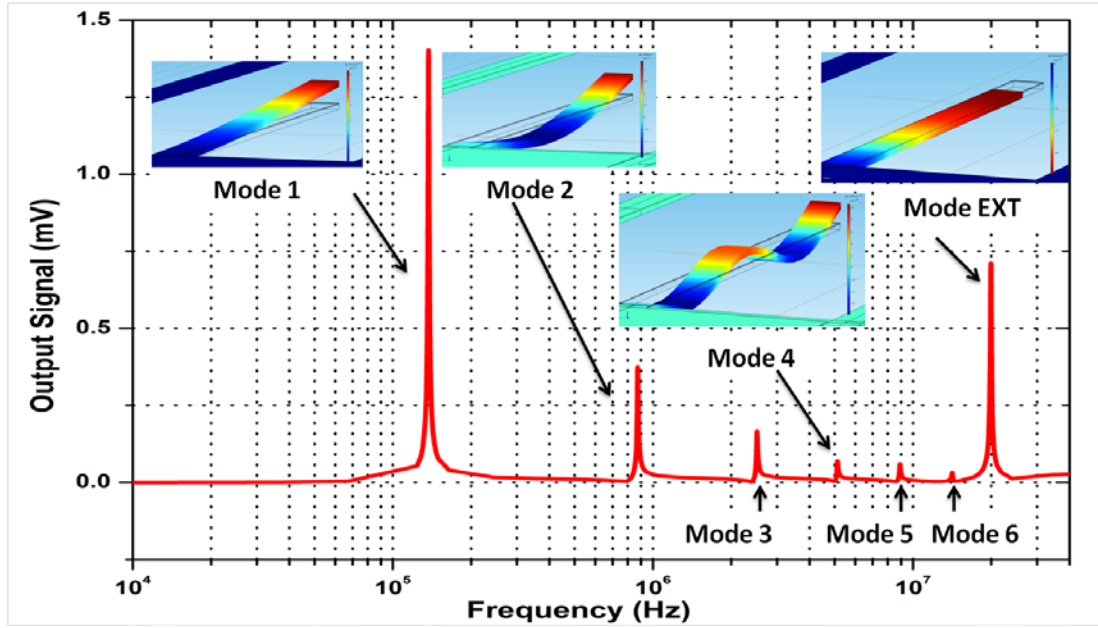 1.5
1.0
0.5
0.0
Output Signal (mV)
Mode 1
Mode 2
Mode EXT
Mode 4
Mode 3
Mode 5
Mode 6
10⁴
10⁵
10⁶
10⁷
Frequency (Hz)